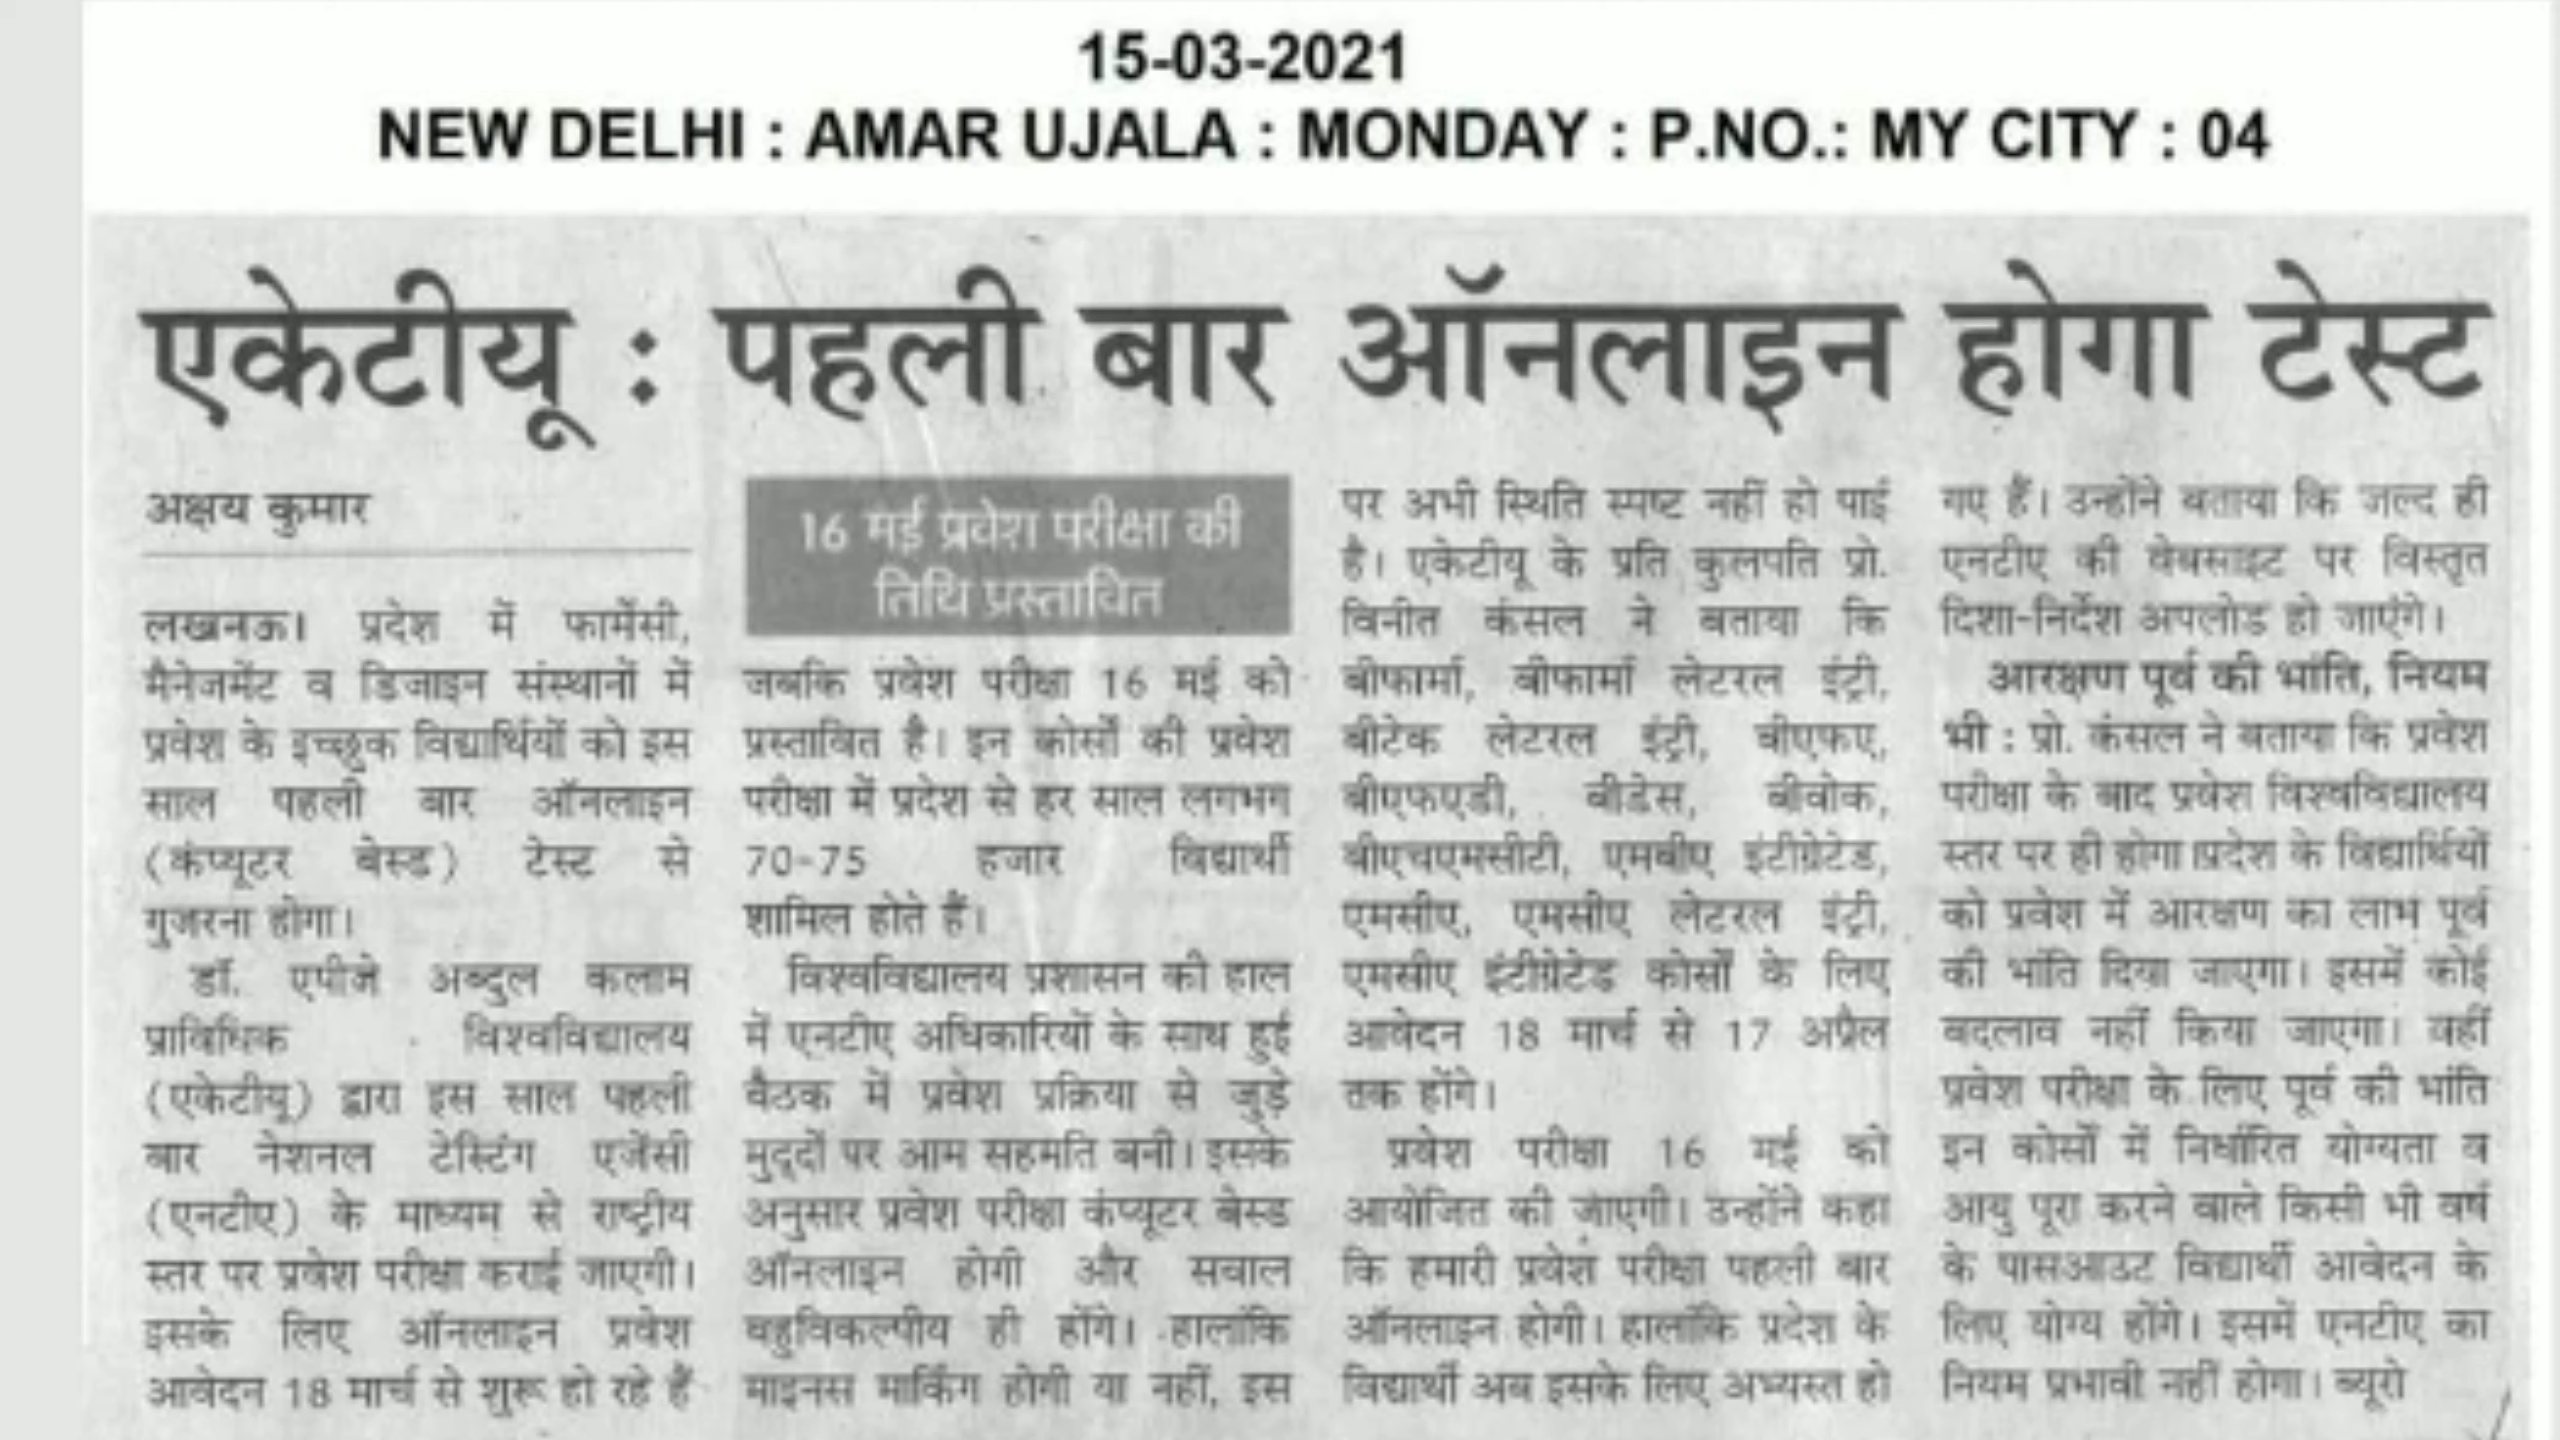 15-03-2021
NEW DELHI : AMAR UJALA : MONDAY : P.NO.: MY CITY : 04
एकेटीयू : पहली बार ऑनलाइन होगा टेस्ट
अक्षय कुमार
लखनऊ। प्रदेश में फार्मेसी,
मैनेजमेंट व डिजाइन संस्थानों में
प्रवेश के इच्छुक विद्यार्थियों को इस
साल पहली बार ऑनलाइन
(कंप्यूटर बेस्ड) टेस्ट से
गुजरना होगा।
डॉ. एपीजे अब्दुल कलाम
प्राविधिक विश्वविद्यालय
(एकेटीयू) द्वारा इस साल पहली
बार नेशनल टेस्टिंग एजेंसी
(एनटीए) के माध्यम से राष्ट्रीय
स्तर पर प्रवेश परीक्षा कराई जाएगी।
इसके लिए ऑनलाइन प्रवेश
आवेदन 18 मार्च से शुरू हो रहे हैं
16 मई प्रवेश परीक्षा की
तिथि प्रस्तावित
जबकि प्रवेश परीक्षा 16 मई को
प्रस्तावित है। इन कोर्सों की प्रवेश
परीक्षा में प्रदेश से हर साल लगभग
70-75 हजार विद्यार्थी
शामिल होते हैं।
विश्वविद्यालय प्रशासन की हाल
में एनटीए अधिकारियों के साथ हुई
बैठक में प्रवेश प्रक्रिया से जुड़े
मुद्दों पर आम सहमति बनी। इसके
अनुसार प्रवेश परीक्षा कंप्यूटर बेस्ड
ऑनलाइन होगी और सवाल
बहुविकल्पीय ही होंगे। हालांकि
माइनस मार्किंग होगी या नहीं, इस
पर अभी स्थिति स्पष्ट नहीं हो पाई
है। एकेटीयू के प्रति कुलपति प्रो.
विनीत कंसल ने बताया कि
बीफार्मा, बीफार्मा लेटरल इंट्री,
बीटेक लेटरल इंट्री, बीएफए,
बीएफएडी, बीडेस, बीवोक,
बीएचएमसीटी, एमबीए इंटीग्रेटेड,
एमसीए, एमसीए लेटरल इंट्री,
एमसीए इंटीग्रेटेड कोर्सों के लिए
आवेदन 18 मार्च से 17 अप्रैल
तक होंगे।
प्रवेश परीक्षा 16 मई को
आयोजित की जाएगी। उन्होंने कहा
कि हमारी प्रवेश परीक्षा पहली बार
ऑनलाइन होगी। हालांकि प्रदेश के
विद्यार्थी अब इसके लिए अभ्यस्त हो
गए हैं। उन्होंने बताया कि जल्द ही
एनटीए की वेबसाइट पर विस्तृत
दिशा-निर्देश अपलोड हो जाएंगे।
आरक्षण पूर्व की भांति, नियम
भी : प्रो. कंसल ने बताया कि प्रवेश
परीक्षा के बाद प्रवेश विश्वविद्यालय
स्तर पर ही होगा।प्रदेश के विद्यार्थियों
को प्रवेश में आरक्षण का लाभ पूर्व
की भांति दिया जाएगा। इसमें कोई
बदलाव नहीं किया जाएगा। वहीं
प्रवेश परीक्षा के लिए पूर्व की भांति
इन कोर्सों में निर्धारित योग्यता व
आयु पूरा करने वाले किसी भी वर्ष
के पासआउट विद्यार्थी आवेदन के
लिए योग्य होंगे। इसमें एनटीए का
नियम प्रभावी नहीं होगा। ब्यूरो